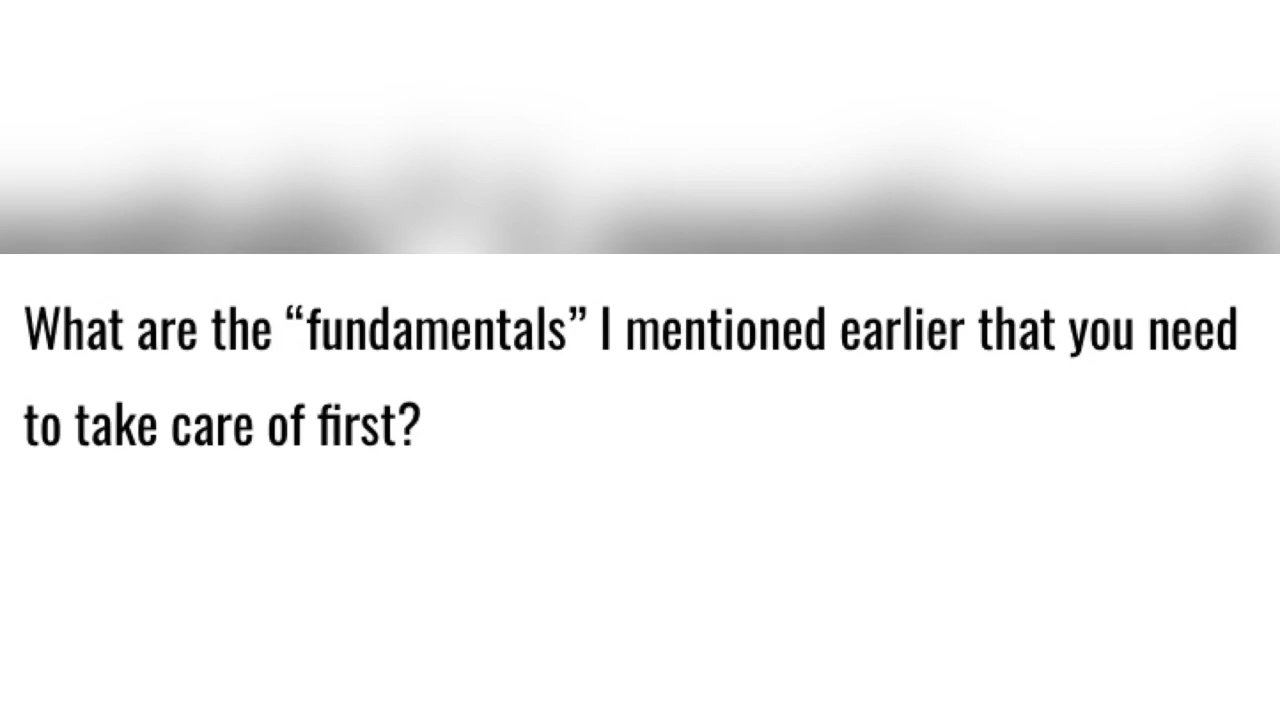 What are the “fundamentals” I mentioned earlier that you need
to take care of first?